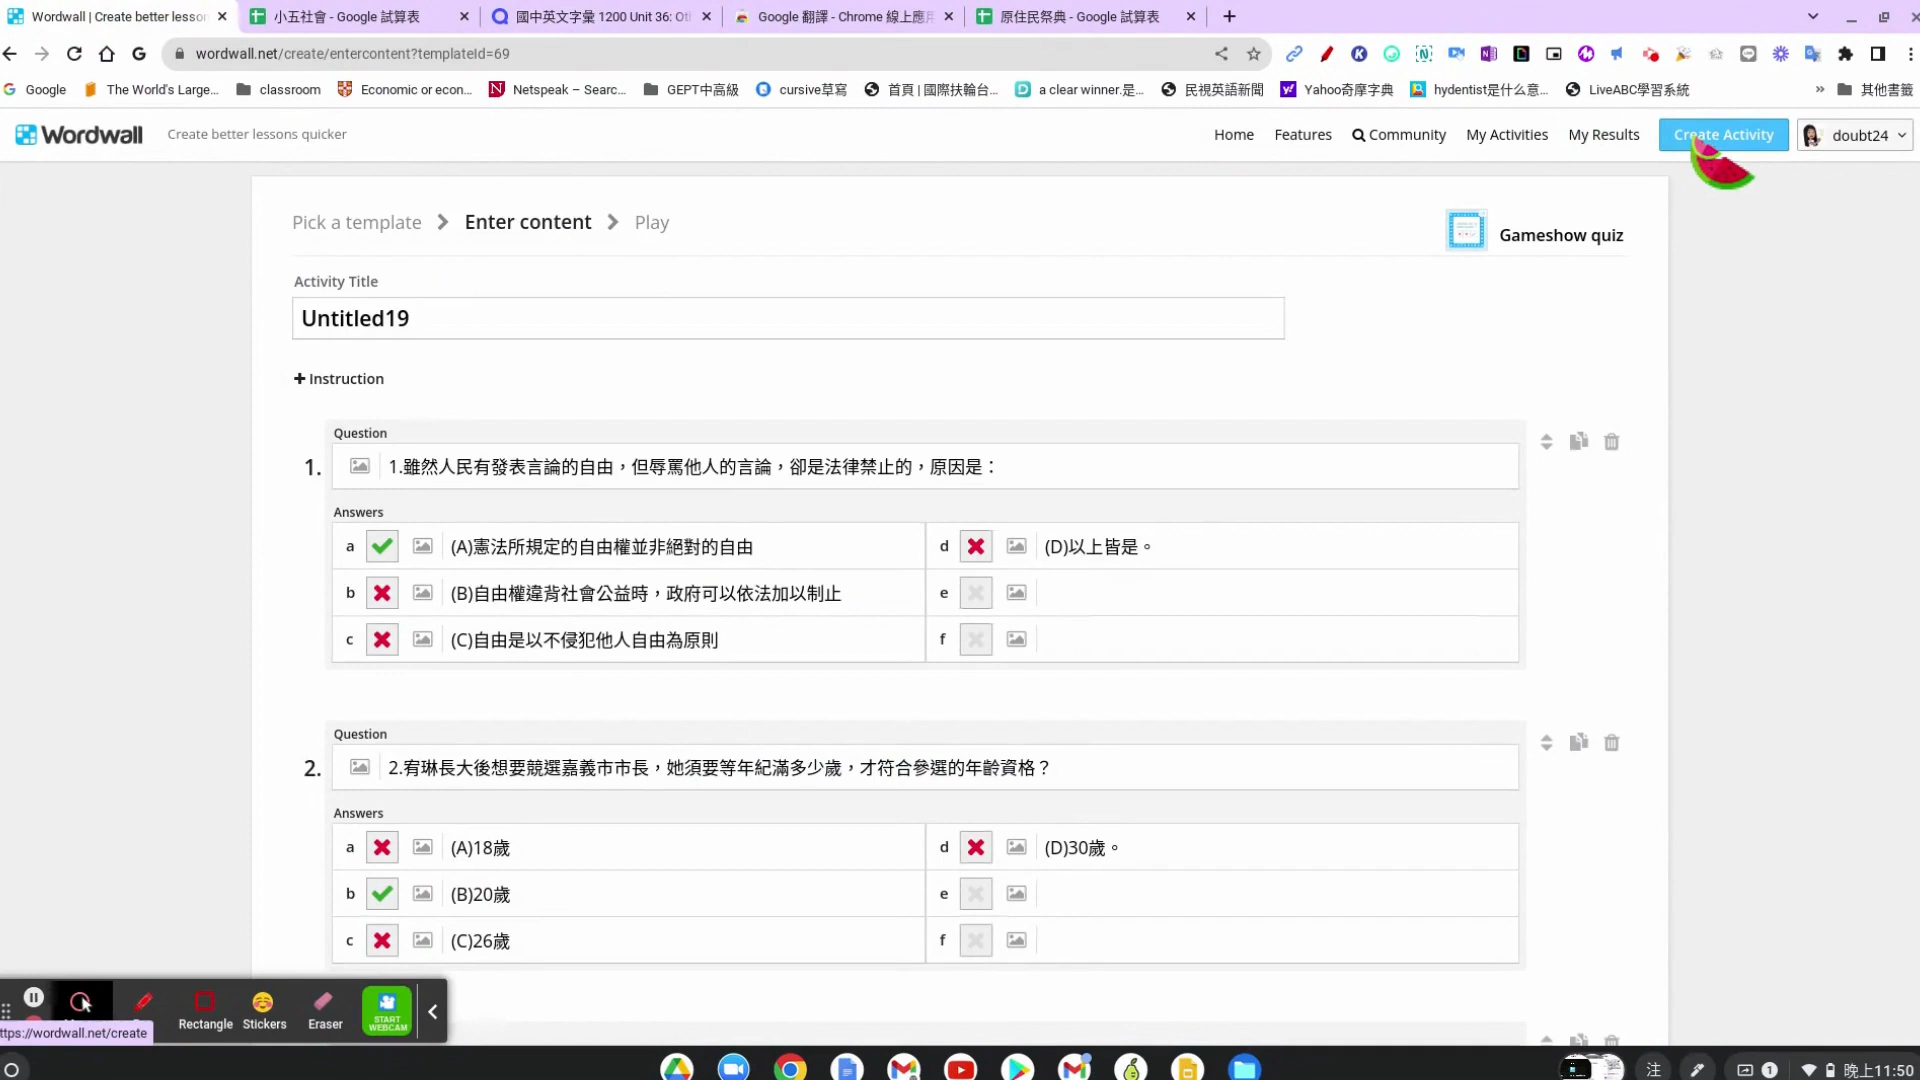 Wordwall | Create better lesson
小五社會 - Google 試算表
國中英文字彙 1200 Unit 36: Ot
Google 翻譯 - Chrome 線上應用
原住民祭典 - Google 試算表
wordwall.net/create/entercontent?templateId=69
Google
The World's Large...
classroom
Economic or econ...
Netspeak – Searc...
GEPT中高級
cursive草寫
首頁 | 國際扶輪台...
a clear winner.是...
民視英語新聞
Yahoo奇摩字典
hydentist是什么意...
LiveABC學習系統
»
其他書籤
Wordwall
Create better lessons quicker
Home
Features
Community
My Activities
My Results
Create Activity
doubt24
Pick a template
Enter content
Play
Gameshow quiz
Activity Title
Untitled19
+ Instruction
Question
1.
1.雖然人民有發表言論的自由，但辱罵他人的言論，卻是法律禁止的，原因是：
Answers
a (A)憲法所規定的自由權並非絕對的自由
d (D)以上皆是。
b (B)自由權違背社會公益時，政府可以依法加以制止
e
c (C)自由是以不侵犯他人自由為原則
f
Question
2.
2.宥琳長大後想要競選嘉義市市長，她須要等年紀滿多少歲，才符合參選的年齡資格？
Answers
a (A)18歲
d (D)30歲。
b (B)20歲
e
c (C)26歲
f
Rectangle
Stickers
Eraser
START
WEBCAM
ttps://wordwall.net/create
注
1
晚上11:50